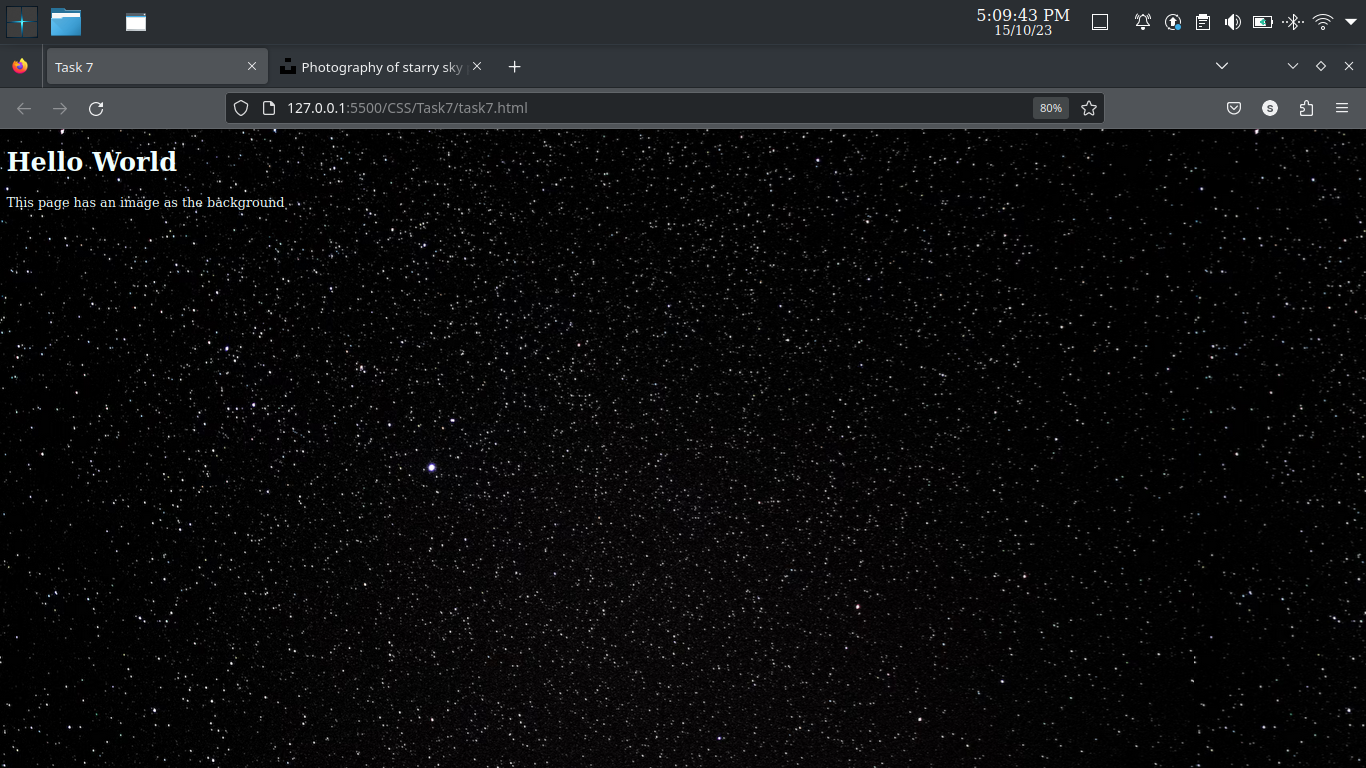 5:09:43 PM
15/10/23
Task 7
Photography of starry sky
127.0.0.1:5500/CSS/Task7/task7.html
80%
S
Hello World
This page has an image as the background